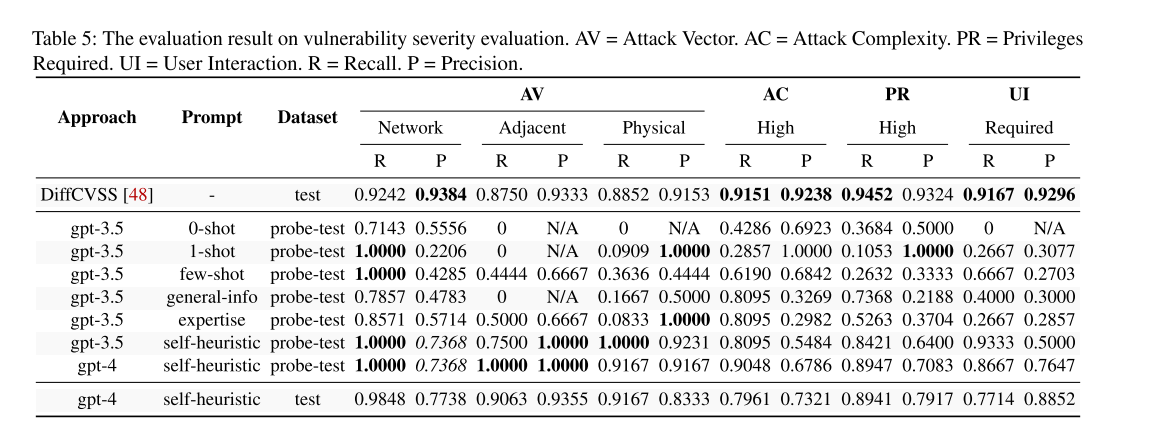 Table 5: The evaluation result on vulnerability severity evaluation. AV = Attack Vector. AC = Attack Complexity. PR = Privileges
Required. UI = User Interaction. R = Recall. P = Precision.
Approach Prompt Dataset AV AC PR UI
Network Adjacent Physical High High Required
R P R P R P R P R P R P
DiffCVSS [48] - test 0.9242 0.9384 0.8750 0.9333 0.8852 0.9153 0.9151 0.9238 0.9452 0.9324 0.9167 0.9296
gpt-3.5 0-shot probe-test 0.7143 0.5556 0 N/A 0 N/A 0.4286 0.6923 0.3684 0.5000 0 N/A
gpt-3.5 1-shot probe-test 1.0000 0.2206 0 N/A 0.0909 1.0000 0.2857 1.0000 0.1053 1.0000 0.2667 0.3077
gpt-3.5 few-shot probe-test 1.0000 0.4285 0.4444 0.6667 0.3636 0.4444 0.6190 0.6842 0.2632 0.3333 0.6667 0.2703
gpt-3.5 general-info probe-test 0.7857 0.4783 0 N/A 0.1667 0.5000 0.8095 0.3269 0.7368 0.2188 0.4000 0.3000
gpt-3.5 expertise probe-test 0.8571 0.5714 0.5000 0.6667 0.0833 1.0000 0.8095 0.2982 0.5263 0.3704 0.2667 0.2857
gpt-3.5 self-heuristic probe-test 1.0000 0.7368 0.7500 1.0000 1.0000 0.9231 0.8095 0.5484 0.8421 0.6400 0.9333 0.5000
gpt-4 self-heuristic probe-test 1.0000 0.7368 1.0000 1.0000 0.9167 0.9167 0.9048 0.6786 0.8947 0.7083 0.8667 0.7647
gpt-4 self-heuristic test 0.9848 0.7738 0.9063 0.9355 0.9167 0.8333 0.7961 0.7321 0.8941 0.7917 0.7714 0.8852